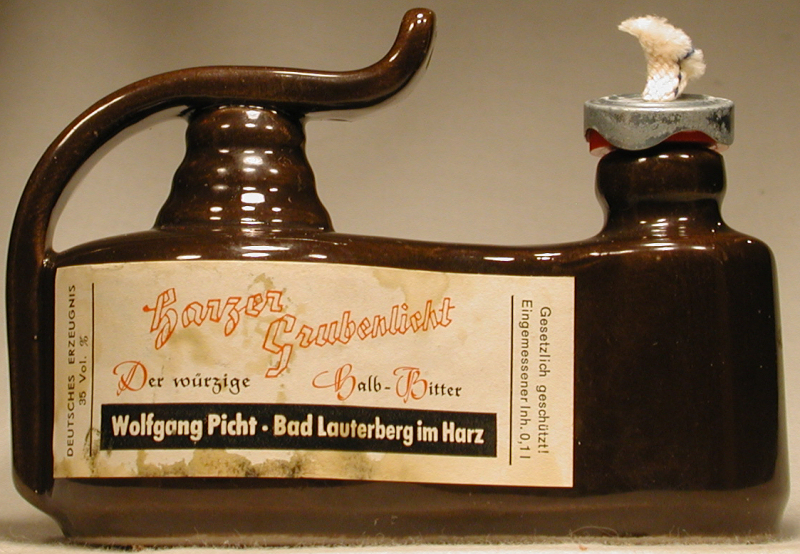 DEUTSCHES ERZEUGNIS
35 Vol. %
Harzer
Grubenlicht
Der würzige Halb-Bitter
Wolfgang Picht · Bad Lauterberg im Harz
Gesetzlich geschützt!
Eingemessener Inh. 0,1 l